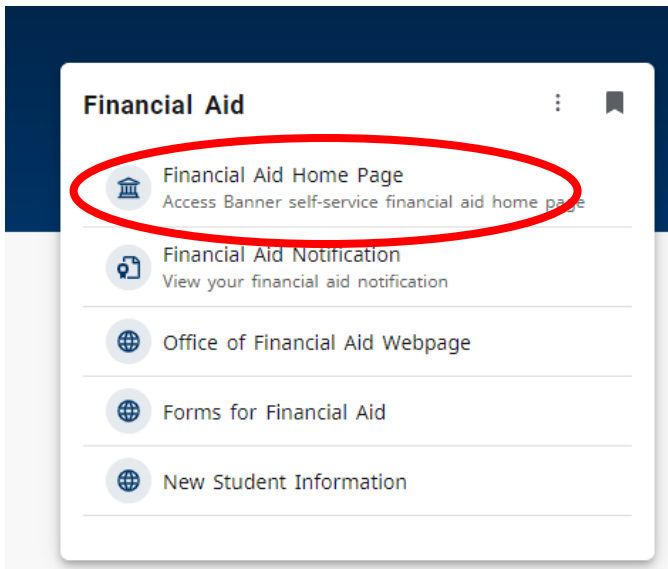 Financial Aid
Financial Aid Home Page
Access Banner self-service financial aid home page
Financial Aid Notification
View your financial aid notification
Office of Financial Aid Webpage
Forms for Financial Aid
New Student Information